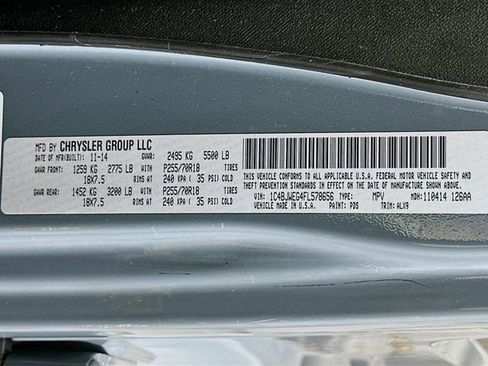 MFD BY CHRYSLER GROUP LLC
DATE OF MFR(BUILT): 11-14 GVWR: 2495 KG 5500 LB
GAWR FRONT: 1259 KG 2775 LB P255/70R18 TIRES
18X7.5 RIMS AT 240 KPA ( 35 PSI) COLD
GAWR REAR: 1452 KG 3200 LB P255/70R18 TIRES
18X7.5 RIMS AT 240 KPA ( 35 PSI) COLD
THIS VEHICLE CONFORMS TO ALL APPLICABLE U.S.A. FEDERAL MOTOR VEHICLE SAFETY, BUMPER AND THEFT PREVENTION
STANDARDS IN EFFECT ON THE DATE OF MANUFACTURE SHOWN ABOVE.
VIN: 1C4BJWEG4FL578656 TYPE: MPV MDH:110414 126AA
MADE IN U.S.A. PAINT: PDS TRIM: ALX9